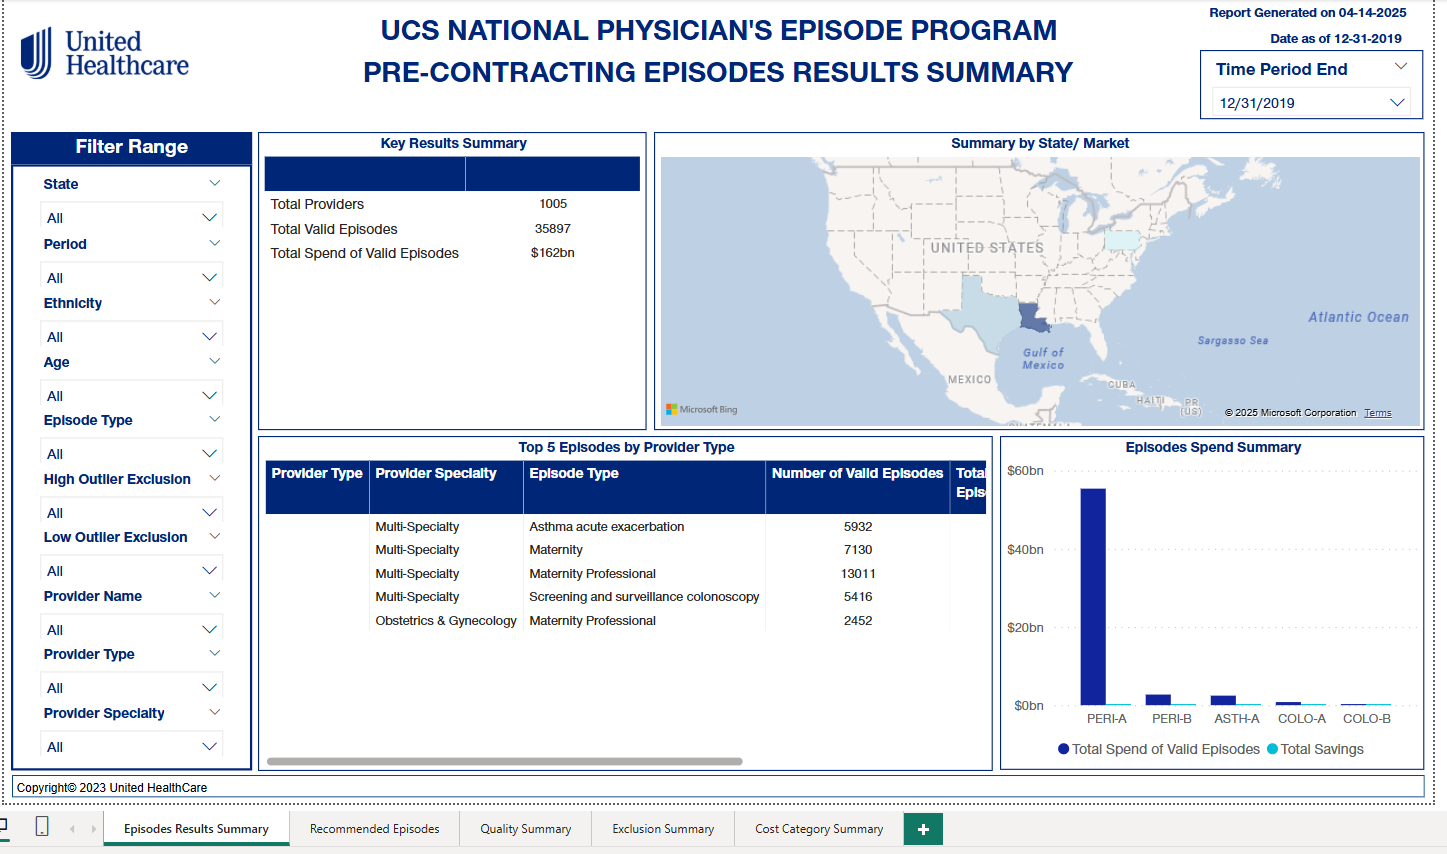 United
Healthcare
UCS NATIONAL PHYSICIAN'S EPISODE PROGRAM
PRE-CONTRACTING EPISODES RESULTS SUMMARY
Report Generated on 04-14-2025
Date as of 12-31-2019
Time Period End
12/31/2019
Filter Range
State
All
Period
All
Ethnicity
All
Age
All
Episode Type
All
High Outlier Exclusion
All
Low Outlier Exclusion
All
Provider Name
All
Provider Type
All
Provider Specialty
All
Key Results Summary
Total Providers 1005
Total Valid Episodes 35897
Total Spend of Valid Episodes $162bn
Summary by State/ Market
UNITED STATES
Atlantic Ocean
Sargasso Sea
Gulf of
Mexico
MEXICO
CUBA
HAITI
PR
(US)
GUATEMALA
Microsoft Bing
© 2025 Microsoft Corporation Terms
Top 5 Episodes by Provider Type
Provider Type Provider Specialty Episode Type Number of Valid Episodes Total
Epis
Multi-Specialty Asthma acute exacerbation 5932
Multi-Specialty Maternity 7130
Multi-Specialty Maternity Professional 13011
Multi-Specialty Screening and surveillance colonoscopy 5416
Obstetrics & Gynecology Maternity Professional 2452
Episodes Spend Summary
$60bn
$40bn
$20bn
$0bn
PERI-A PERI-B ASTH-A COLO-A COLO-B
Total Spend of Valid Episodes Total Savings
Copyright© 2023 United HealthCare
Episodes Results Summary Recommended Episodes Quality Summary Exclusion Summary Cost Category Summary +